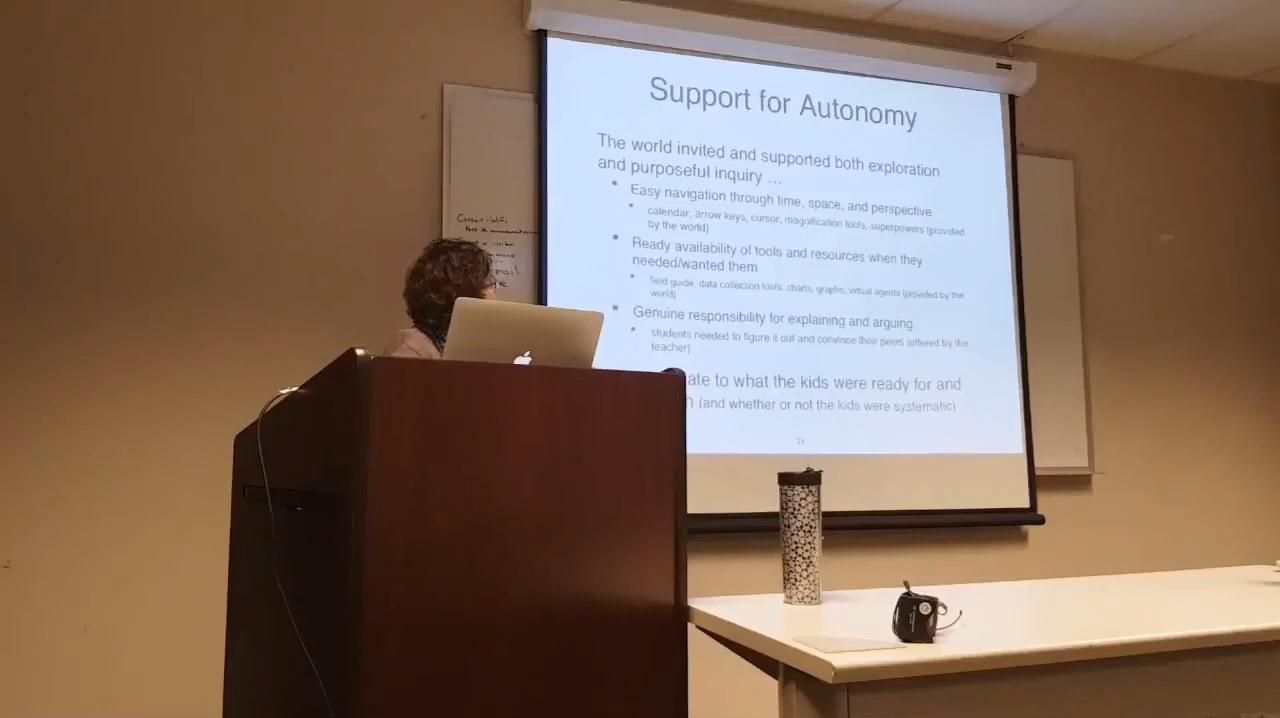 Support for Autonomy
The world invited and supported both exploration
and purposeful inquiry ...
• Easy navigation through time, space, and perspective
• calendar, arrow keys, cursor, magnification tools, superpowers (provided
by the world)
• Ready availability of tools and resources when they
needed/wanted them
• field guide, data collection tools, charts, graphs, virtual agents (provided by the
world)
• Genuine responsibility for explaining and arguing
• students needed to figure it out and convince their peers (offered by the
teacher)
to what the kids were ready for and
(and whether or not the kids were systematic)
21